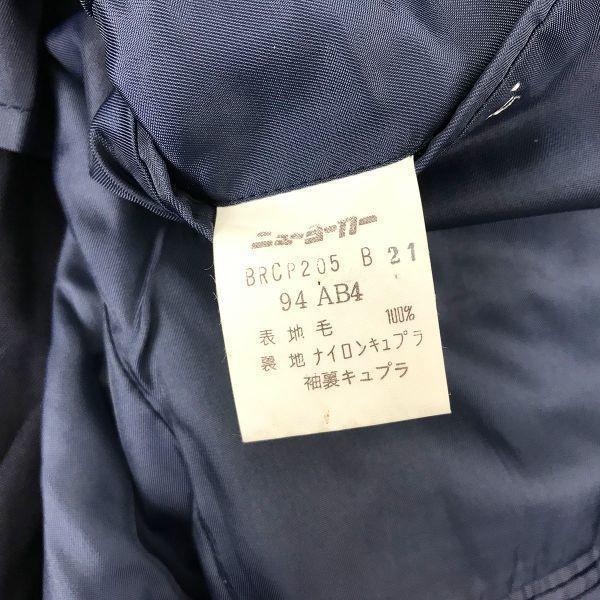 ニューヨーカー
BRCP205 B 21
94 AB4
表地毛 100%
裏地ナイロンキュプラ
袖裏キュプラ